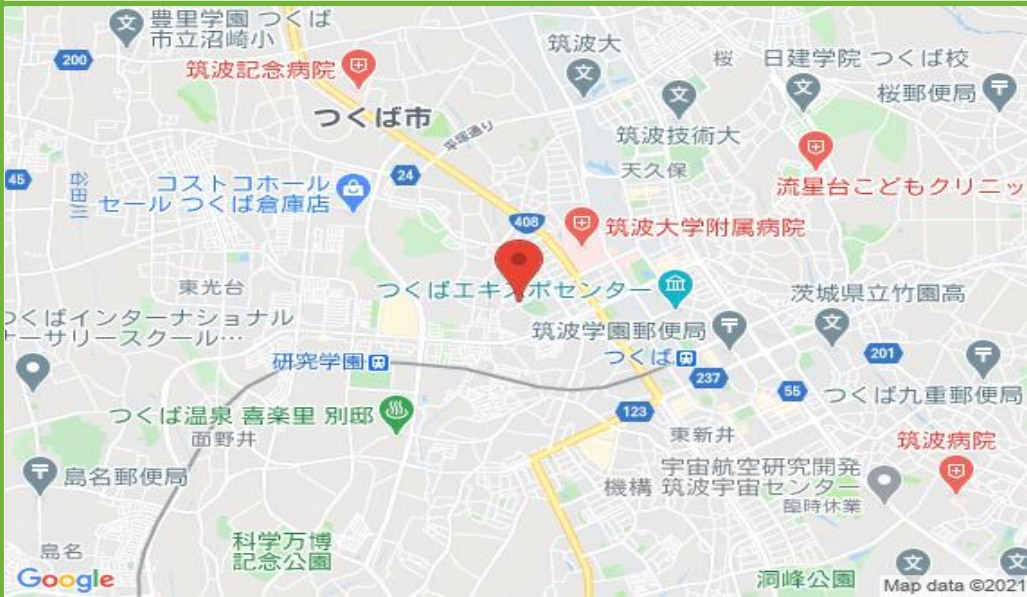 豊里学園 つくば
市立沼崎小
200
筑波記念病院
つくば市
平塚通り
筑波大
桜
日建学院 つくば校
桜郵便局
筑波技術大
天久保
流星台こどもクリニッ
45
谷田川
コストコホール
セール つくば倉庫店
24
408
筑波大学附属病院
東光台
つくばエキスポセンター
茨城県立竹園高
つくばインターナショナル
ナーサリースクール…
筑波学園郵便局
研究学園
つくば
201
237
55
つくば九重郵便局
つくば温泉 喜楽里 別邸
123
面野井
東新井
筑波病院
島名郵便局
宇宙航空研究開発
機構 筑波宇宙センター
臨時休業
島名
科学万博
記念公園
洞峰公園
Google
Map data ©2021